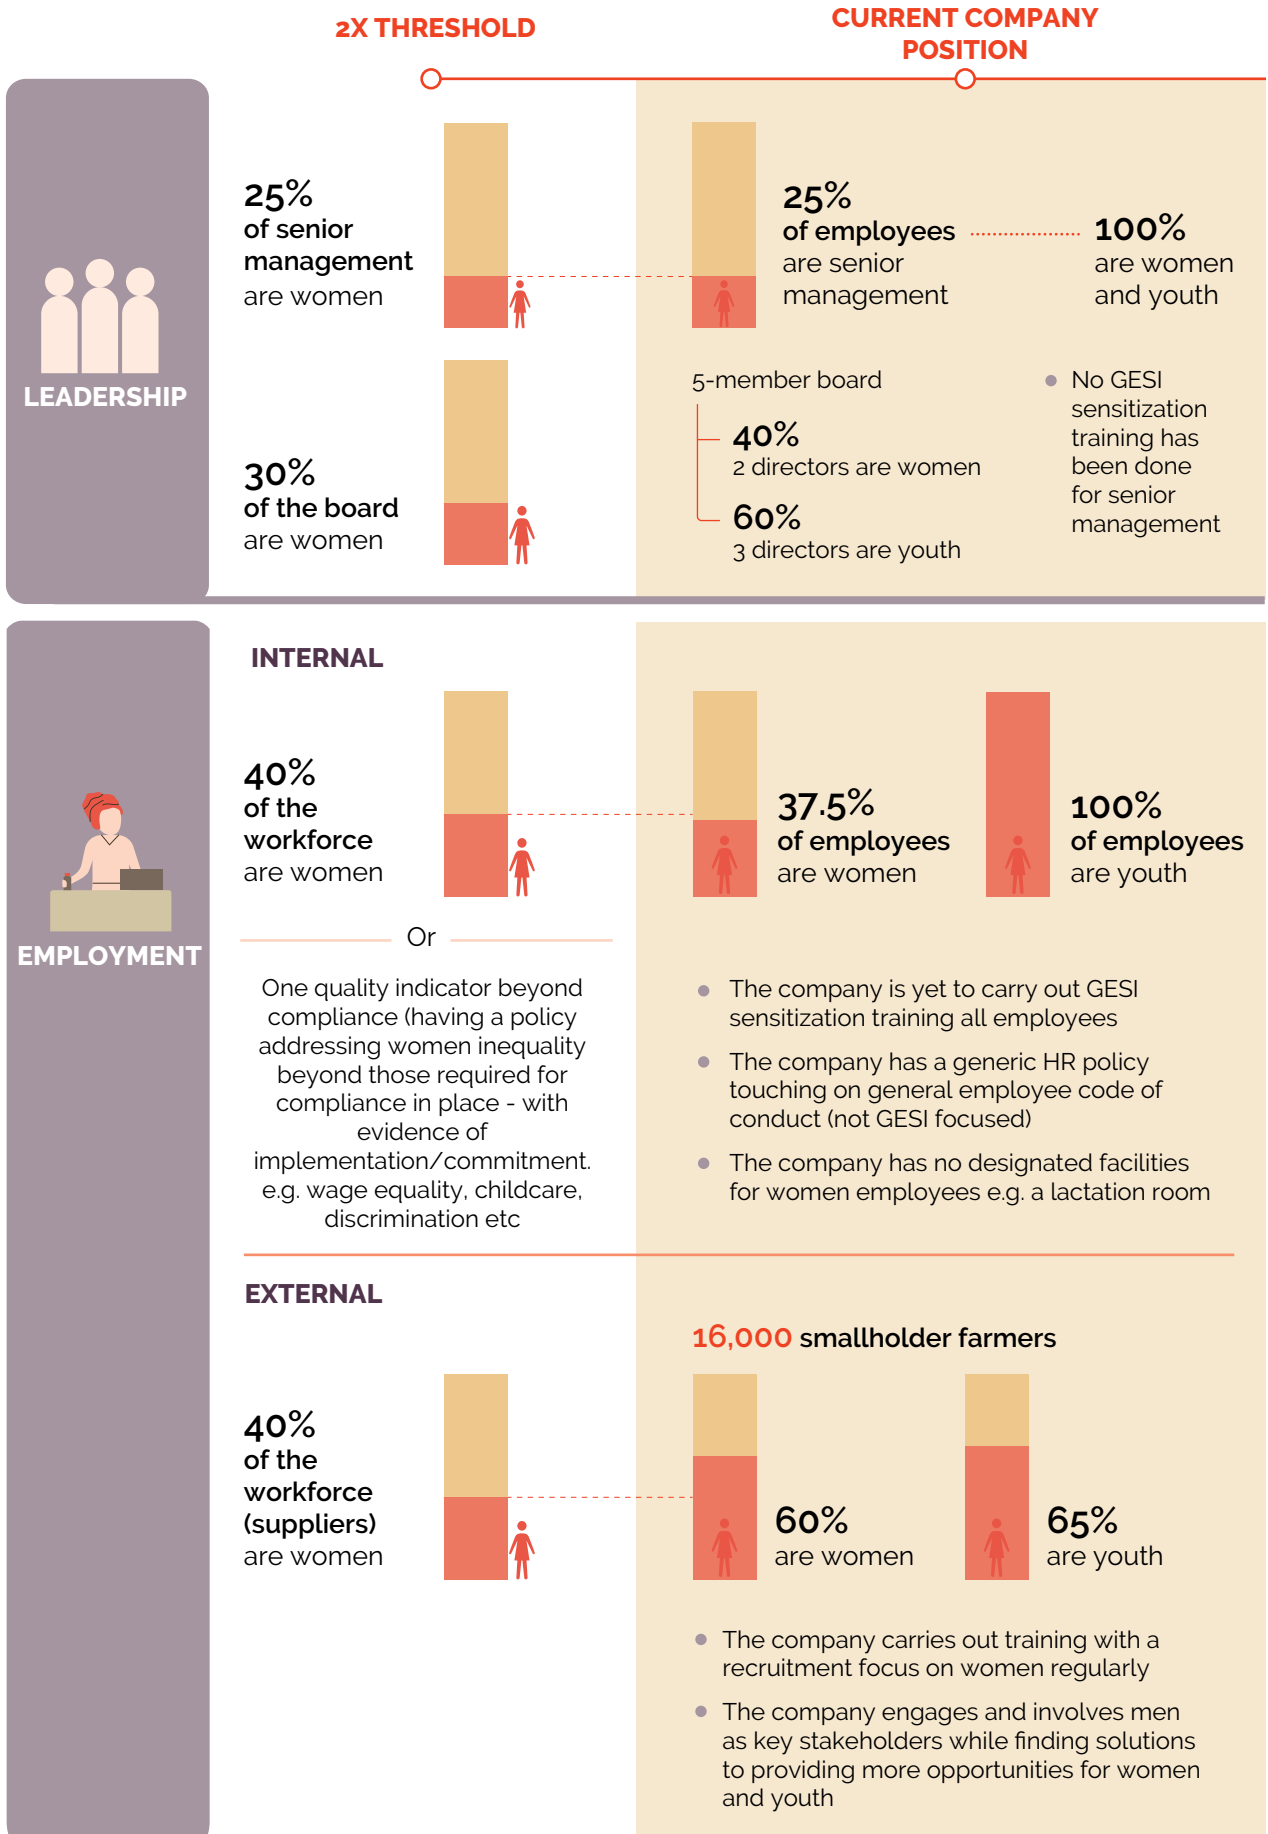 2X THRESHOLD
CURRENT COMPANY
POSITION
LEADERSHIP
25%
of senior
management
are women
25%
of employees
are senior
management
100%
are women
and youth
30%
of the board
are women
5-member board
40%
2 directors are women
60%
3 directors are youth
No GESI
sensitization
training has
been done
for senior
management
EMPLOYMENT
INTERNAL
40%
of the
workforce
are women
37.5%
of employees
are women
100%
of employees
are youth
Or
One quality indicator beyond
compliance (having a policy
addressing women inequality
beyond those required for
compliance in place - with
evidence of
implementation/commitment.
e.g. wage equality, childcare,
discrimination etc
The company is yet to carry out GESI
sensitization training all employees
The company has a generic HR policy
touching on general employee code of
conduct (not GESI focused)
The company has no designated facilities
for women employees e.g. a lactation room
EXTERNAL
40%
of the
workforce
(suppliers)
are women
16,000 smallholder farmers
60%
are women
65%
are youth
The company carries out training with a
recruitment focus on women regularly
The company engages and involves men
as key stakeholders while finding solutions
to providing more opportunities for women
and youth